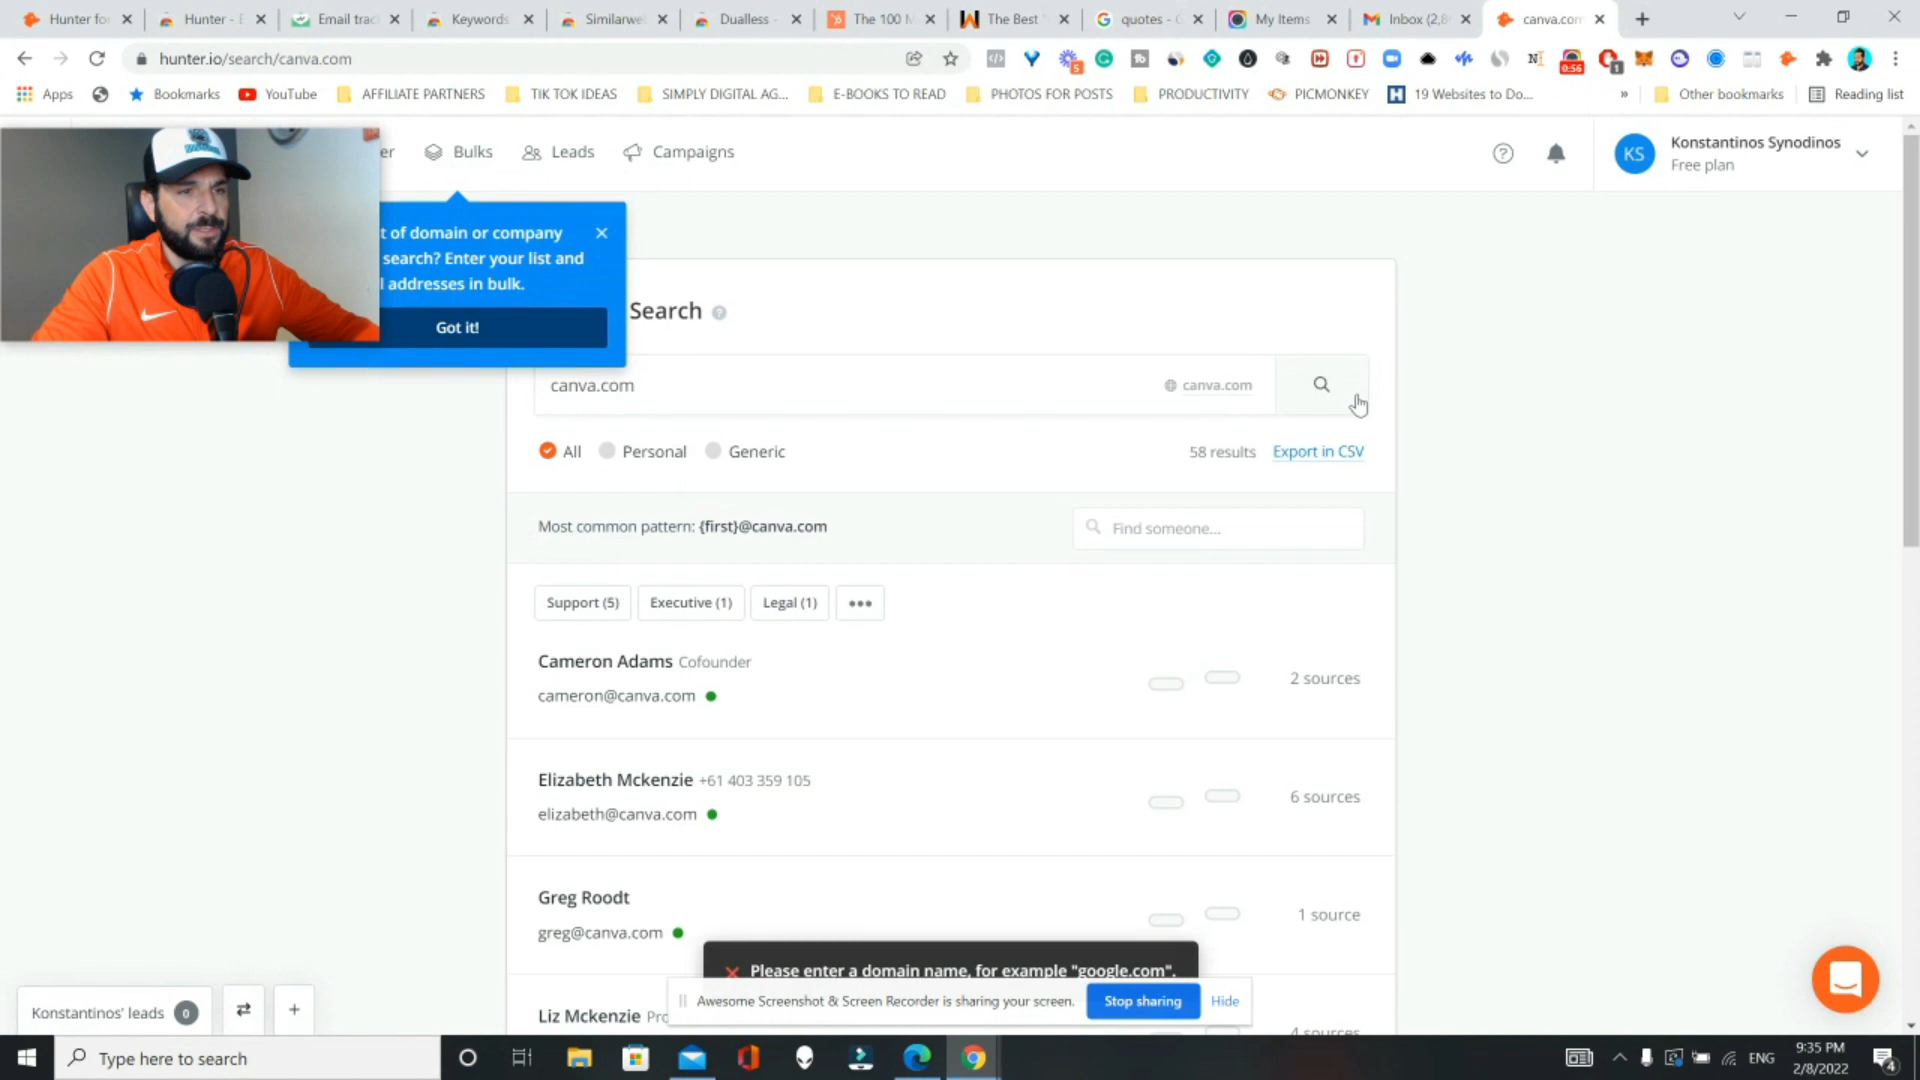 Hunter for
Hunter - E
Email trac
Keywords
Similarwe
Dualless -
The 100 M
The Best
quotes - G
My Items
Inbox (2,8
canva.com
hunter.io/search/canva.com
5
0:56
1
Apps
Bookmarks
YouTube
AFFILIATE PARTNERS
TIK TOK IDEAS
SIMPLY DIGITAL AG...
E-BOOKS TO READ
PHOTOS FOR POSTS
PRODUCTIVITY
PICMONKEY
19 Websites to Do...
»
Other bookmarks
Reading list
er
Bulks
Leads
Campaigns
KS
Konstantinos Synodinos
Free plan
t of domain or company
search? Enter your list and
l addresses in bulk.
Got it!
Search
canva.com
canva.com
All
Personal
Generic
58 results
Export in CSV
Most common pattern: {first}@canva.com
Find someone...
Support (5)
Executive (1)
Legal (1)
•••
Cameron Adams Cofounder
cameron@canva.com
2 sources
Elizabeth Mckenzie +61 403 359 105
elizabeth@canva.com
6 sources
Greg Roodt
greg@canva.com
1 source
Please enter a domain name, for example "google.com".
Awesome Screenshot & Screen Recorder is sharing your screen.
Stop sharing
Hide
Liz Mckenzie Pro
4 sources
Konstantinos' leads 0
Type here to search
ENG
9:35 PM
2/8/2022
4